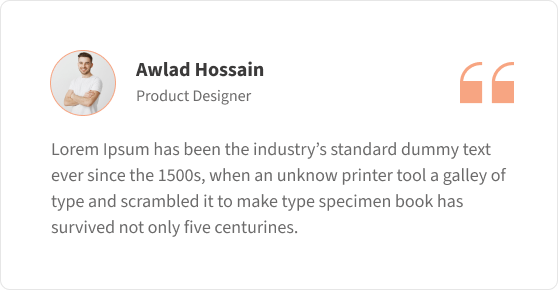 Awlad Hossain
Product Designer
Lorem Ipsum has been the industry’s standard dummy text
ever since the 1500s, when an unknow printer tool a galley of
type and scrambled it to make type specimen book has
survived not only five centurines.